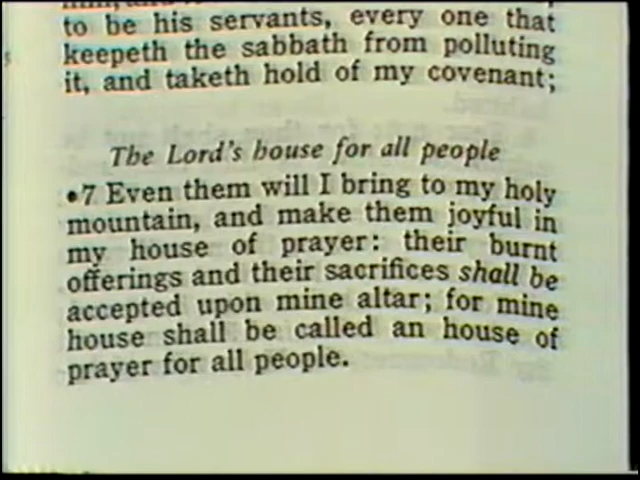 to be his servants, every one that
keepeth the sabbath from polluting
it, and taketh hold of my covenant;
The Lord's house for all people
•7 Even them will I bring to my holy
mountain, and make them joyful in
my house of prayer: their burnt
offerings and their sacrifices shall be
accepted upon mine altar; for mine
house shall be called an house of
prayer for all people.